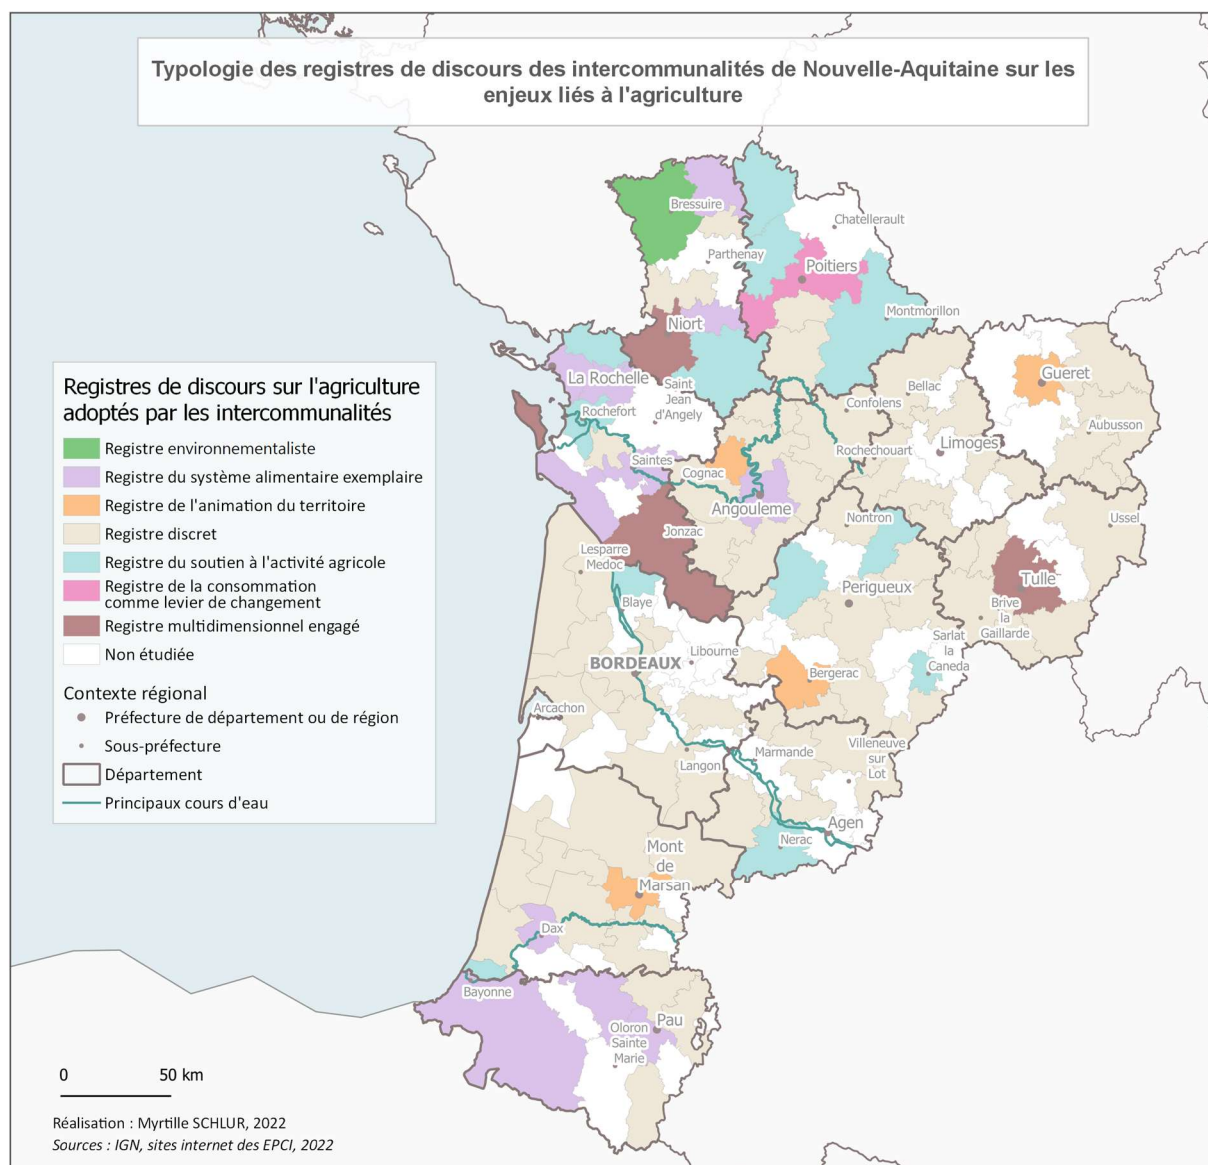 Typologie des registres de discours des intercommunalités de Nouvelle-Aquitaine sur les
enjeux liés à l'agriculture
Bressuire
Chatellerault
Parthenay
Poitiers
Montmorillon
Niort
La Rochelle
Saint
Jean
d'Angely
Rochefort
Gueret
Bellac
Confolens
Aubusson
Limoges
Rochechouart
Saintes
Cognac
Angouleme
Jonzac
Nontron
Ussel
Lesparre
Medoc
Tulle
Perigueux
Blaye
Brive
la
Gaillarde
Libourne
BORDEAUX
Sarlat
la
Caneda
Bergerac
Arcachon
Langon
Marmande
Villeneuve
sur
Lot
Agen
Nerac
Mont
de
Marsan
Dax
Bayonne
Pau
Oloron
Sainte
Marie
Registres de discours sur l'agriculture
adoptés par les intercommunalités
Registre environnementaliste
Registre du système alimentaire exemplaire
Registre de l'animation du territoire
Registre discret
Registre du soutien à l'activité agricole
Registre de la consommation
comme levier de changement
Registre multidimensionnel engagé
Non étudiée
Contexte régional
Préfecture de département ou de région
Sous-préfecture
Département
Principaux cours d'eau
0 50 km
Réalisation : Myrtille SCHLUR, 2022
Sources : IGN, sites internet des EPCI, 2022